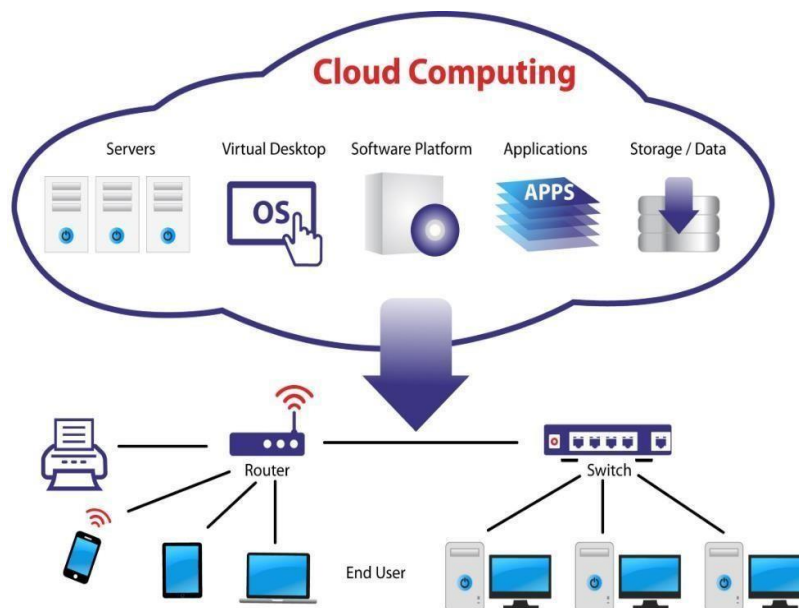 Cloud Computing
Servers
Virtual Desktop
Software Platform
Applications
Storage / Data
OS
APPS
Router
Switch
End User